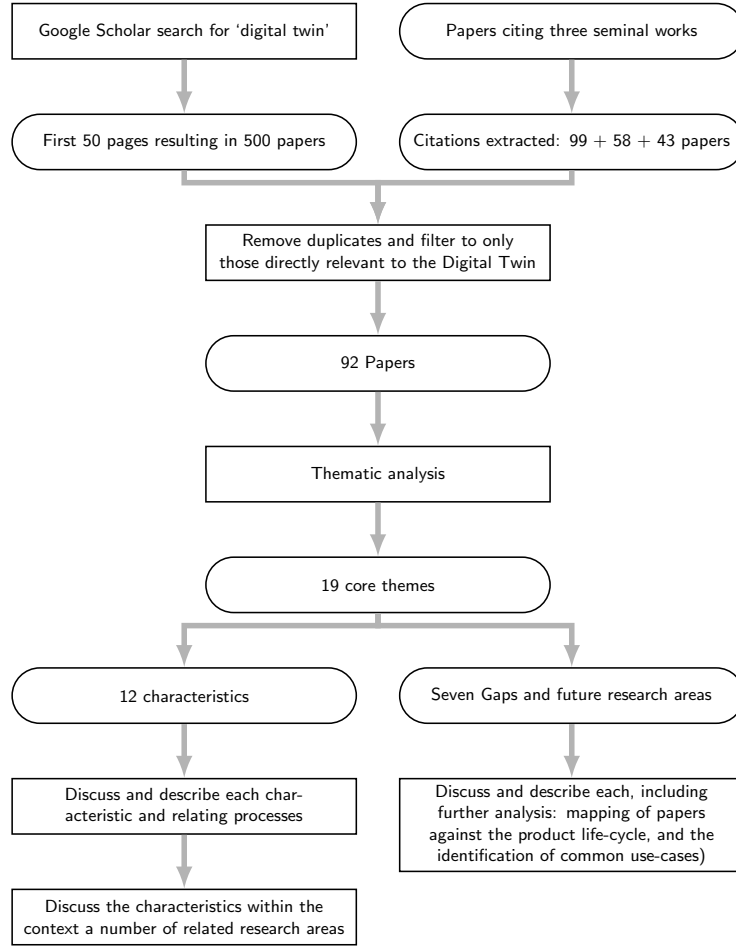 Google Scholar search for ‘digital twin’
Papers citing three seminal works
First 50 pages resulting in 500 papers
Citations extracted: 99 + 58 + 43 papers
Remove duplicates and filter to only
those directly relevant to the Digital Twin
92 Papers
Thematic analysis
19 core themes
12 characteristics
Seven Gaps and future research areas
Discuss and describe each char-
acteristic and relating processes
Discuss and describe each, including
further analysis: mapping of papers
against the product life-cycle, and the
identification of common use-cases)
Discuss the characteristics within the
context a number of related research areas